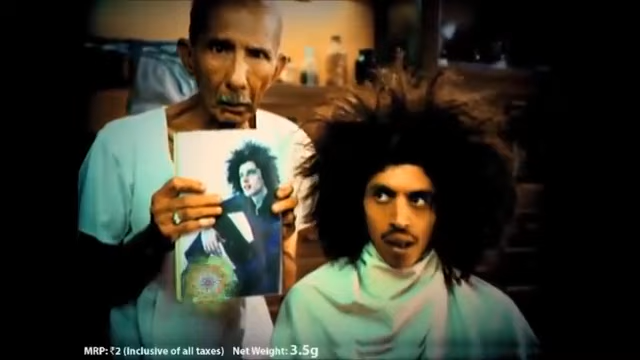 MRP: ₹2 (Inclusive of all taxes) Net Weight: 3.5g